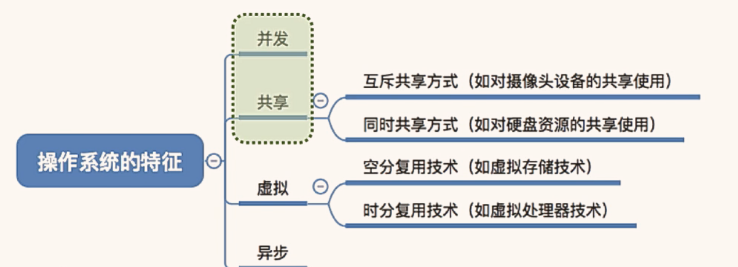 操作系统的特征
并发
共享
互斥共享方式（如对摄像头设备的共享使用）
同时共享方式（如对硬盘资源的共享使用）
虚拟
空分复用技术（如虚拟存储技术）
时分复用技术（如虚拟处理器技术）
异步